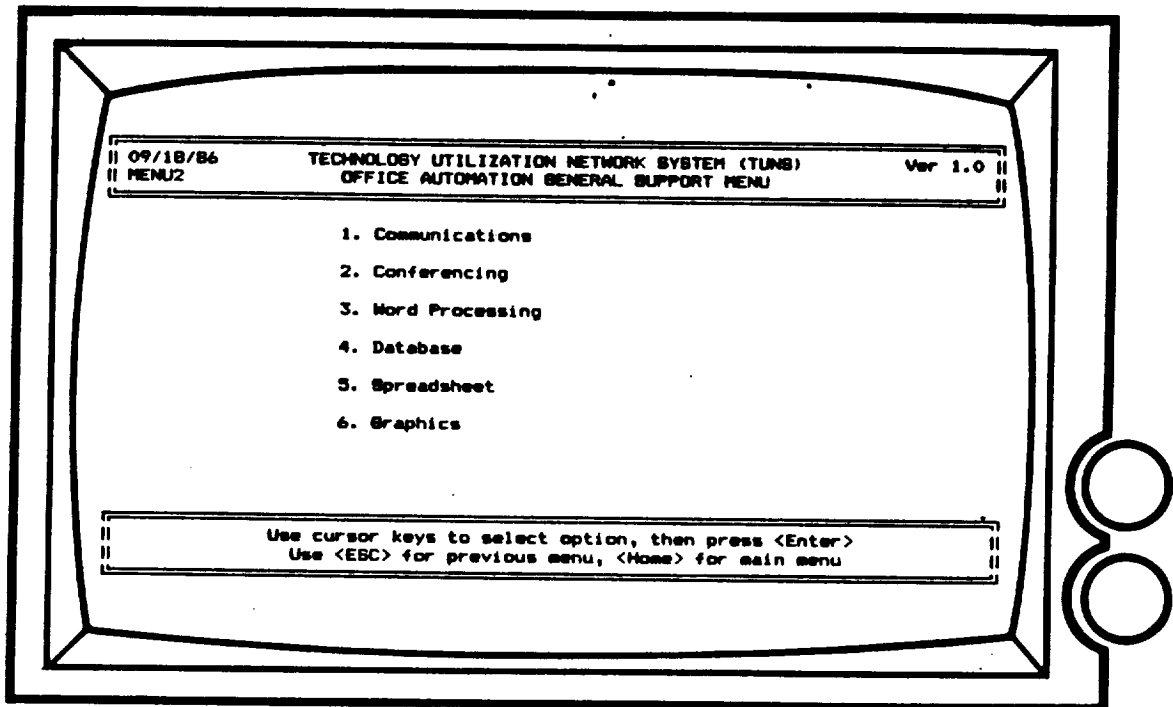 09/18/86 TECHNOLOGY UTILIZATION NETWORK SYSTEM (TUNS) Ver 1.0
MENU2 OFFICE AUTOMATION GENERAL SUPPORT MENU
1. Communications
2. Conferencing
3. Word Processing
4. Database
5. Spreadsheet
6. Graphics
Use cursor keys to select option, then press <Enter>
Use <ESC> for previous menu, <Home> for main menu